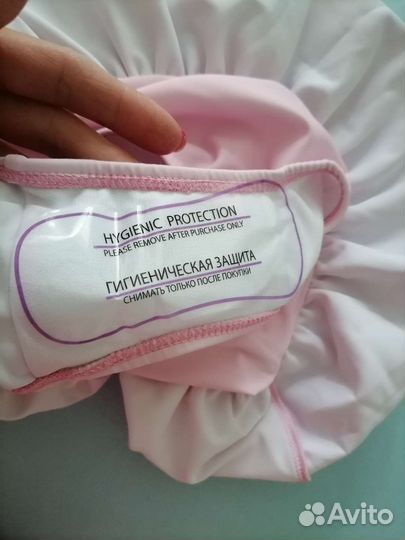 HYGIENIC PROTECTION
PLEASE REMOVE AFTER PURCHASE ONLY
ГИГИЕНИЧЕСКАЯ ЗАЩИТА
СНИМАТЬ ТОЛЬКО ПОСЛЕ ПОКУПКИ
Avito